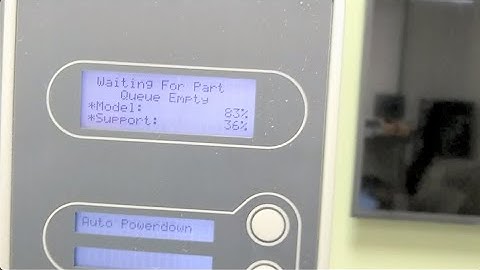 Waiting For Part
Queue Empty
*Model: 83%
*Support: 36%
Auto Powerdown